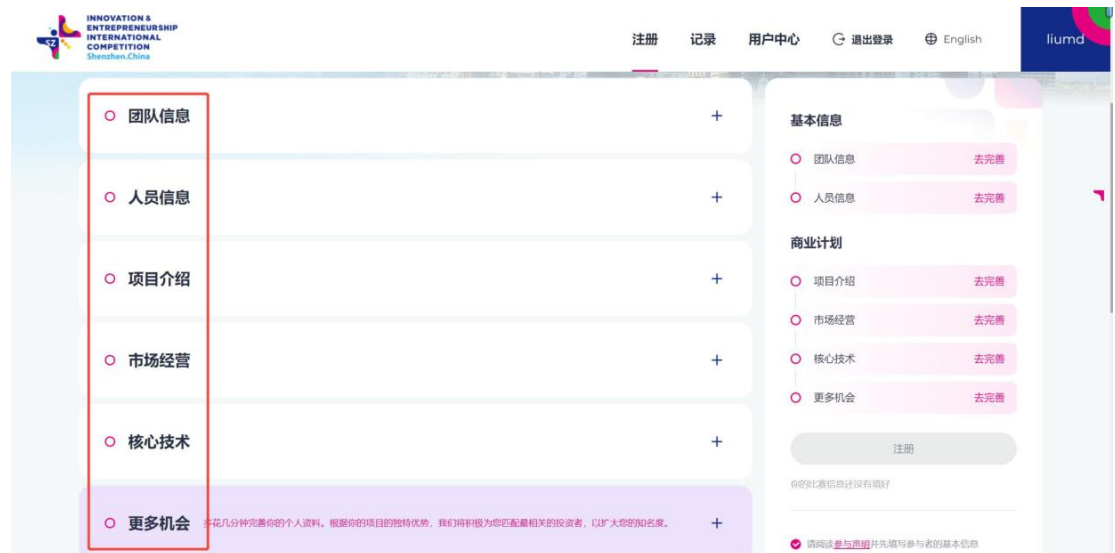 INNOVATION &
ENTREPRENEURSHIP
INTERNATIONAL
COMPETITION
Shenzhen.China
SZ
注册 记录 用户中心 退出登录 English liumd
团队信息
人员信息
项目介绍
市场经营
核心技术
更多机会 多花几分钟完善你的个人资料。根据你的项目的独特优势，我们将积极为您匹配最相关的投资者，以扩大您的知名度。
基本信息
团队信息 去完善
人员信息 去完善
商业计划
项目介绍 去完善
市场经营 去完善
核心技术 去完善
更多机会 去完善
注册
你的比赛信息还没有填好
请阅读参与声明并先填写参与者的基本信息